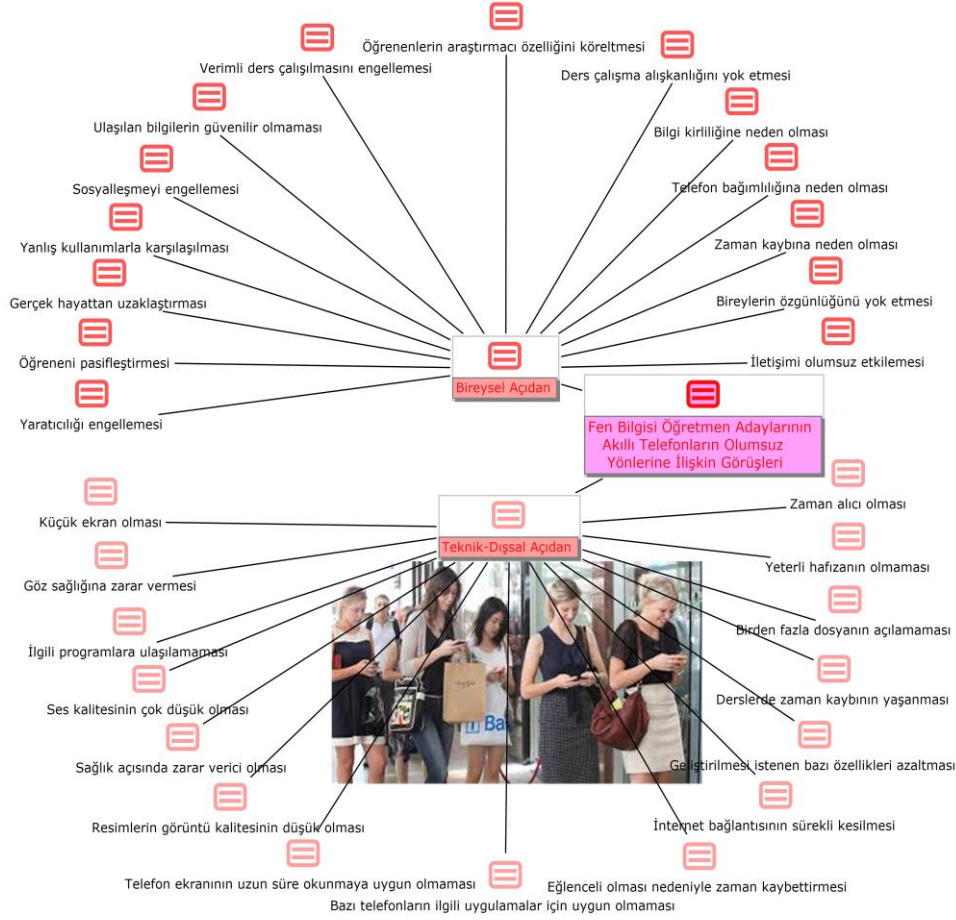 Öğrenenlerin araştırmacı özelliğini köreltmesi
Verimli ders çalışılmasını engellemesi
Ders çalışma alışkanlığını yok etmesi
Ulaşılan bilgilerin güvenilir olmaması
Bilgi kirliliğine neden olması
Sosyalleşmeyi engellemesi
Telefon bağımlılığına neden olması
Yanlış kullanımlarla karşılaşılması
Zaman kaybına neden olması
Gerçek hayattan uzaklaştırması
Bireylerin özgünlüğünü yok etmesi
Öğreneni pasifleştirmesi
İletişimi olumsuz etkilemesi
Bireysel Açıdan
Yaratıcılığı engellemesi
Fen Bilgisi Öğretmen Adaylarının
Akıllı Telefonların Olumsuz
Yönlerine İlişkin Görüşleri
Küçük ekran olması
Zaman alıcı olması
Teknik-Dışsal Açıdan
Göz sağlığına zarar vermesi
Yeterli hafızanın olmaması
İlgili programlara ulaşılamaması
Birden fazla dosyanın açılamaması
Ses kalitesinin çok düşük olması
Derslerde zaman kaybının yaşanması
Ba
Sağlık açısında zarar verici olması
Geliştirilmesi istenen bazı özellikleri azaltması
Resimlerin görüntü kalitesinin düşük olması
İnternet bağlantısının sürekli kesilmesi
Telefon ekranının uzun süre okunmaya uygun olmaması
Eğlenceli olması nedeniyle zaman kaybettirmesi
Bazı telefonların ilgili uygulamalar için uygun olmaması